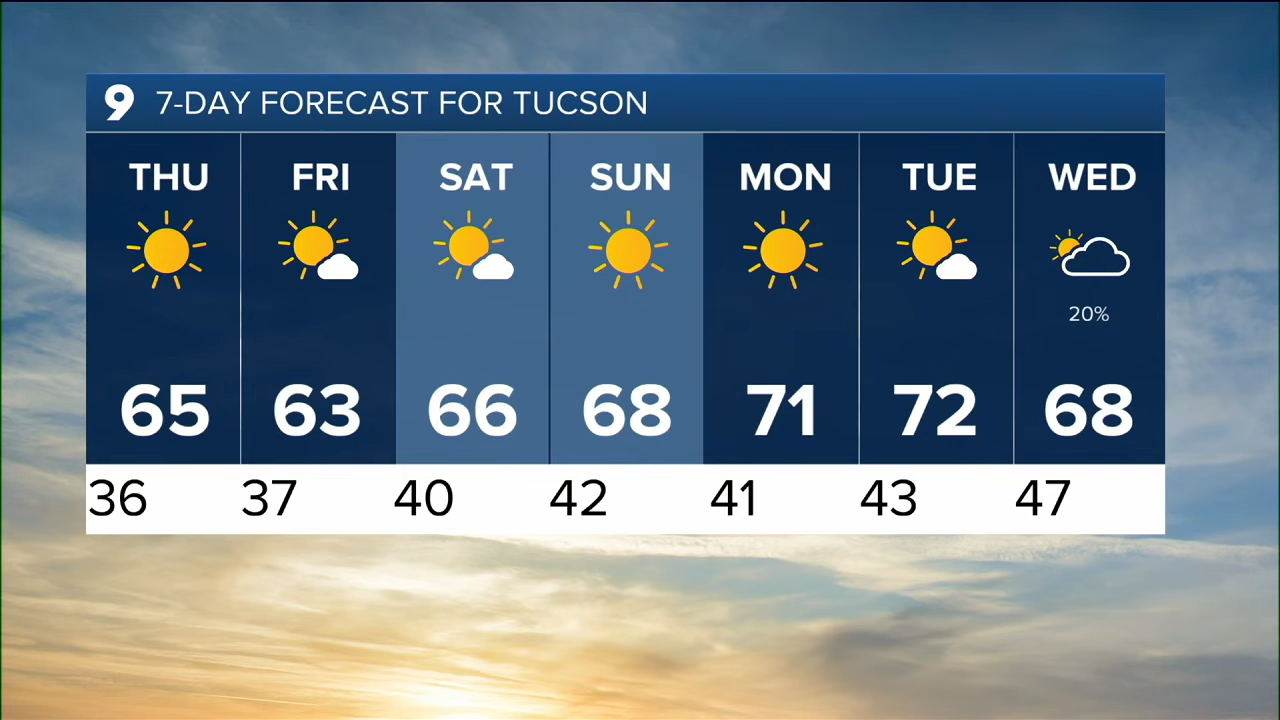 9 7-DAY FORECAST FOR TUCSON
THU FRI SAT SUN MON TUE WED
20%
65 63 66 68 71 72 68
36 37 40 42 41 43 47